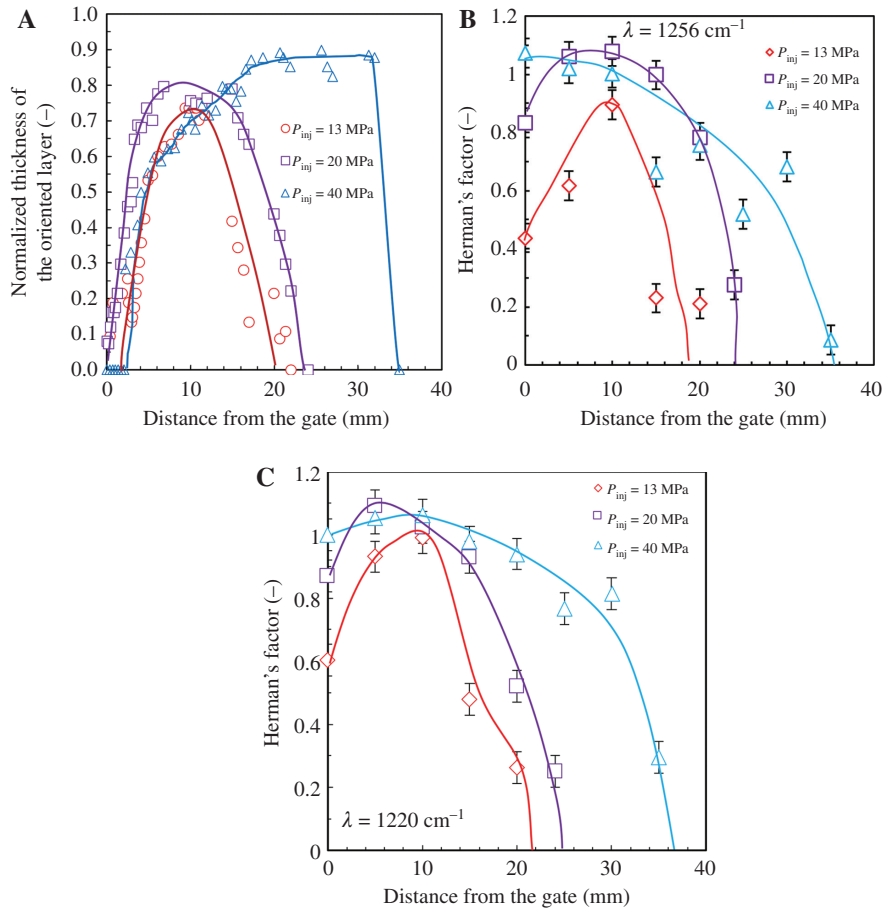 A
Normalized thickness of
the oriented layer (–)
1.0
0.9
0.8
0.7
0.6
0.5
0.4
0.3
0.2
0.1
0.0
0
10
20
30
40
Distance from the gate (mm)
P_inj = 13 MPa
P_inj = 20 MPa
P_inj = 40 MPa
B
Herman's factor (–)
1.2
1
0.8
0.6
0.4
0.2
0
0
10
20
30
40
Distance from the gate (mm)
λ = 1256 cm⁻¹
P_inj = 13 MPa
P_inj = 20 MPa
P_inj = 40 MPa
C
Herman's factor (–)
1.2
1
0.8
0.6
0.4
0.2
0
0
10
20
30
40
Distance from the gate (mm)
P_inj = 13 MPa
P_inj = 20 MPa
P_inj = 40 MPa
λ = 1220 cm⁻¹